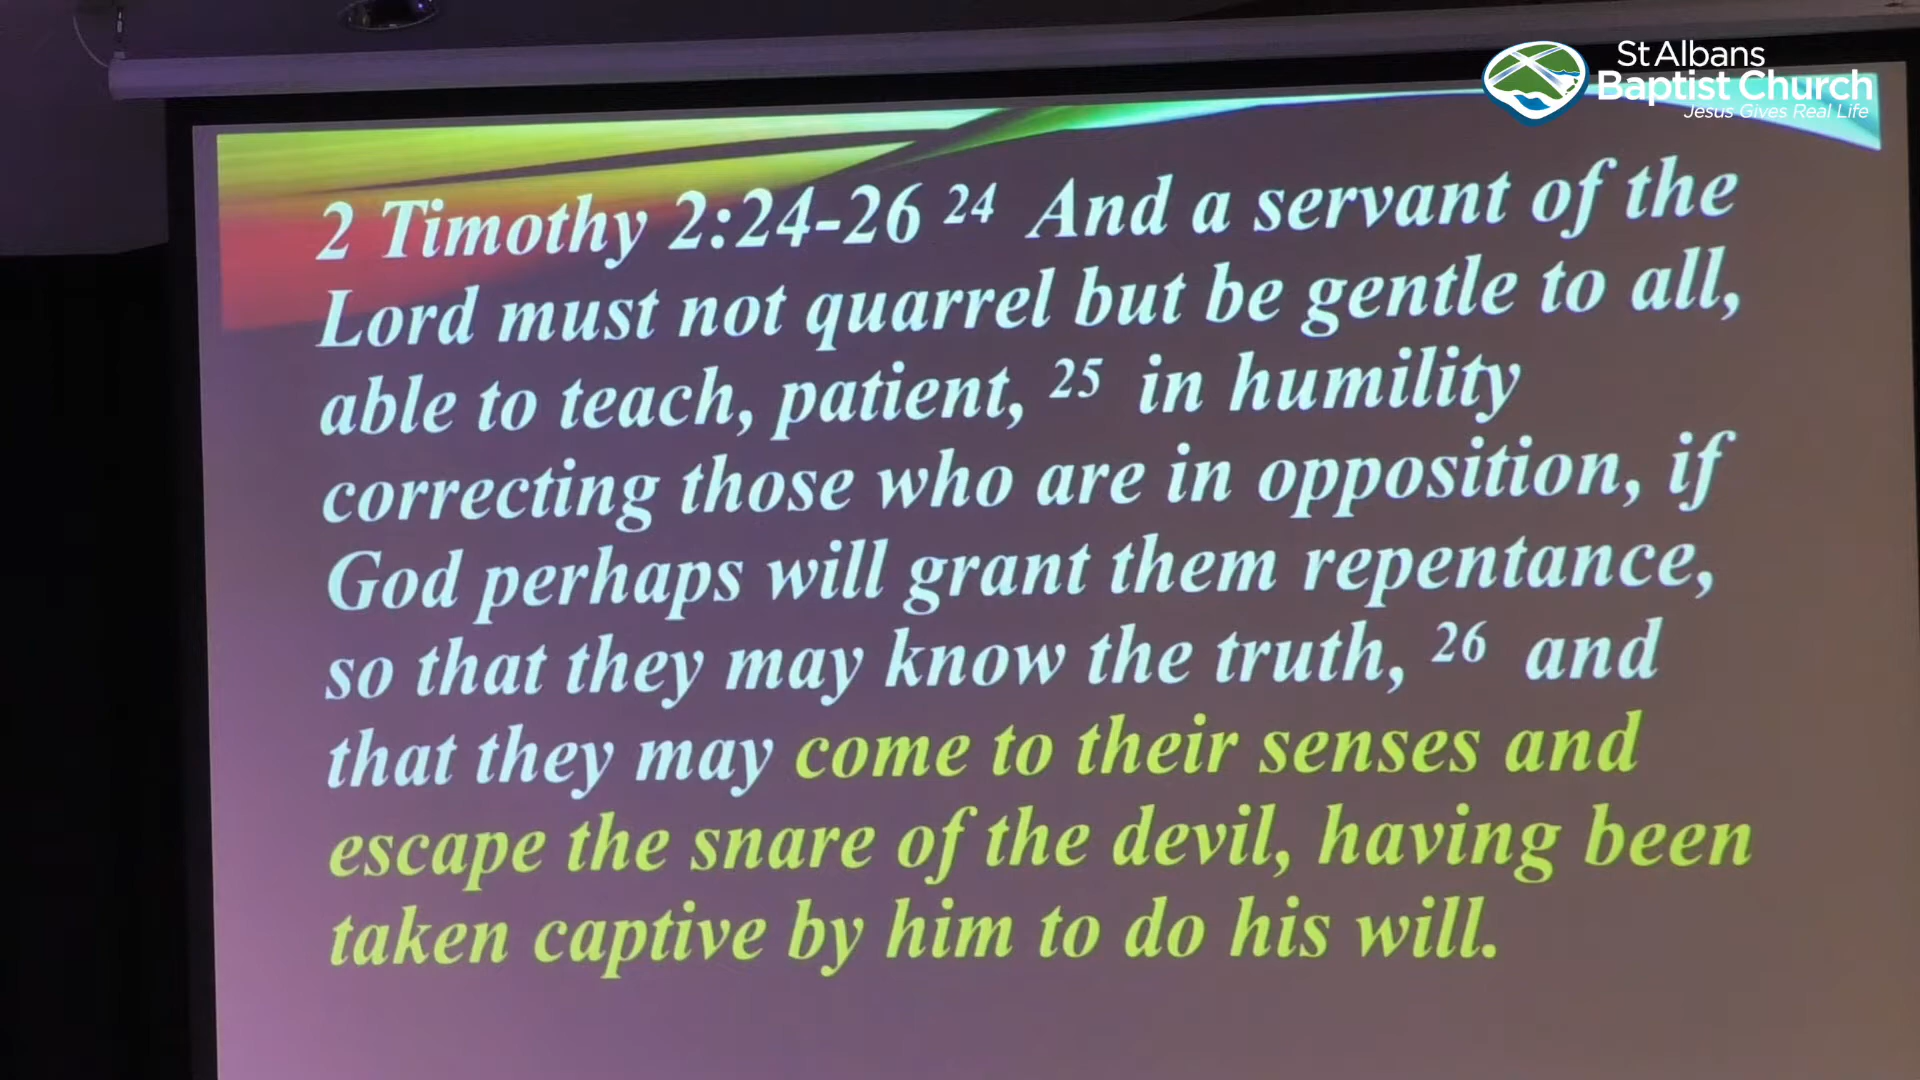 St Albans
Baptist Church
Jesus Gives Real Life
2 Timothy 2:24-26 24 And a servant of the
Lord must not quarrel but be gentle to all,
able to teach, patient, 25 in humility
correcting those who are in opposition, if
God perhaps will grant them repentance,
so that they may know the truth, 26 and
that they may come to their senses and
escape the snare of the devil, having been
taken captive by him to do his will.